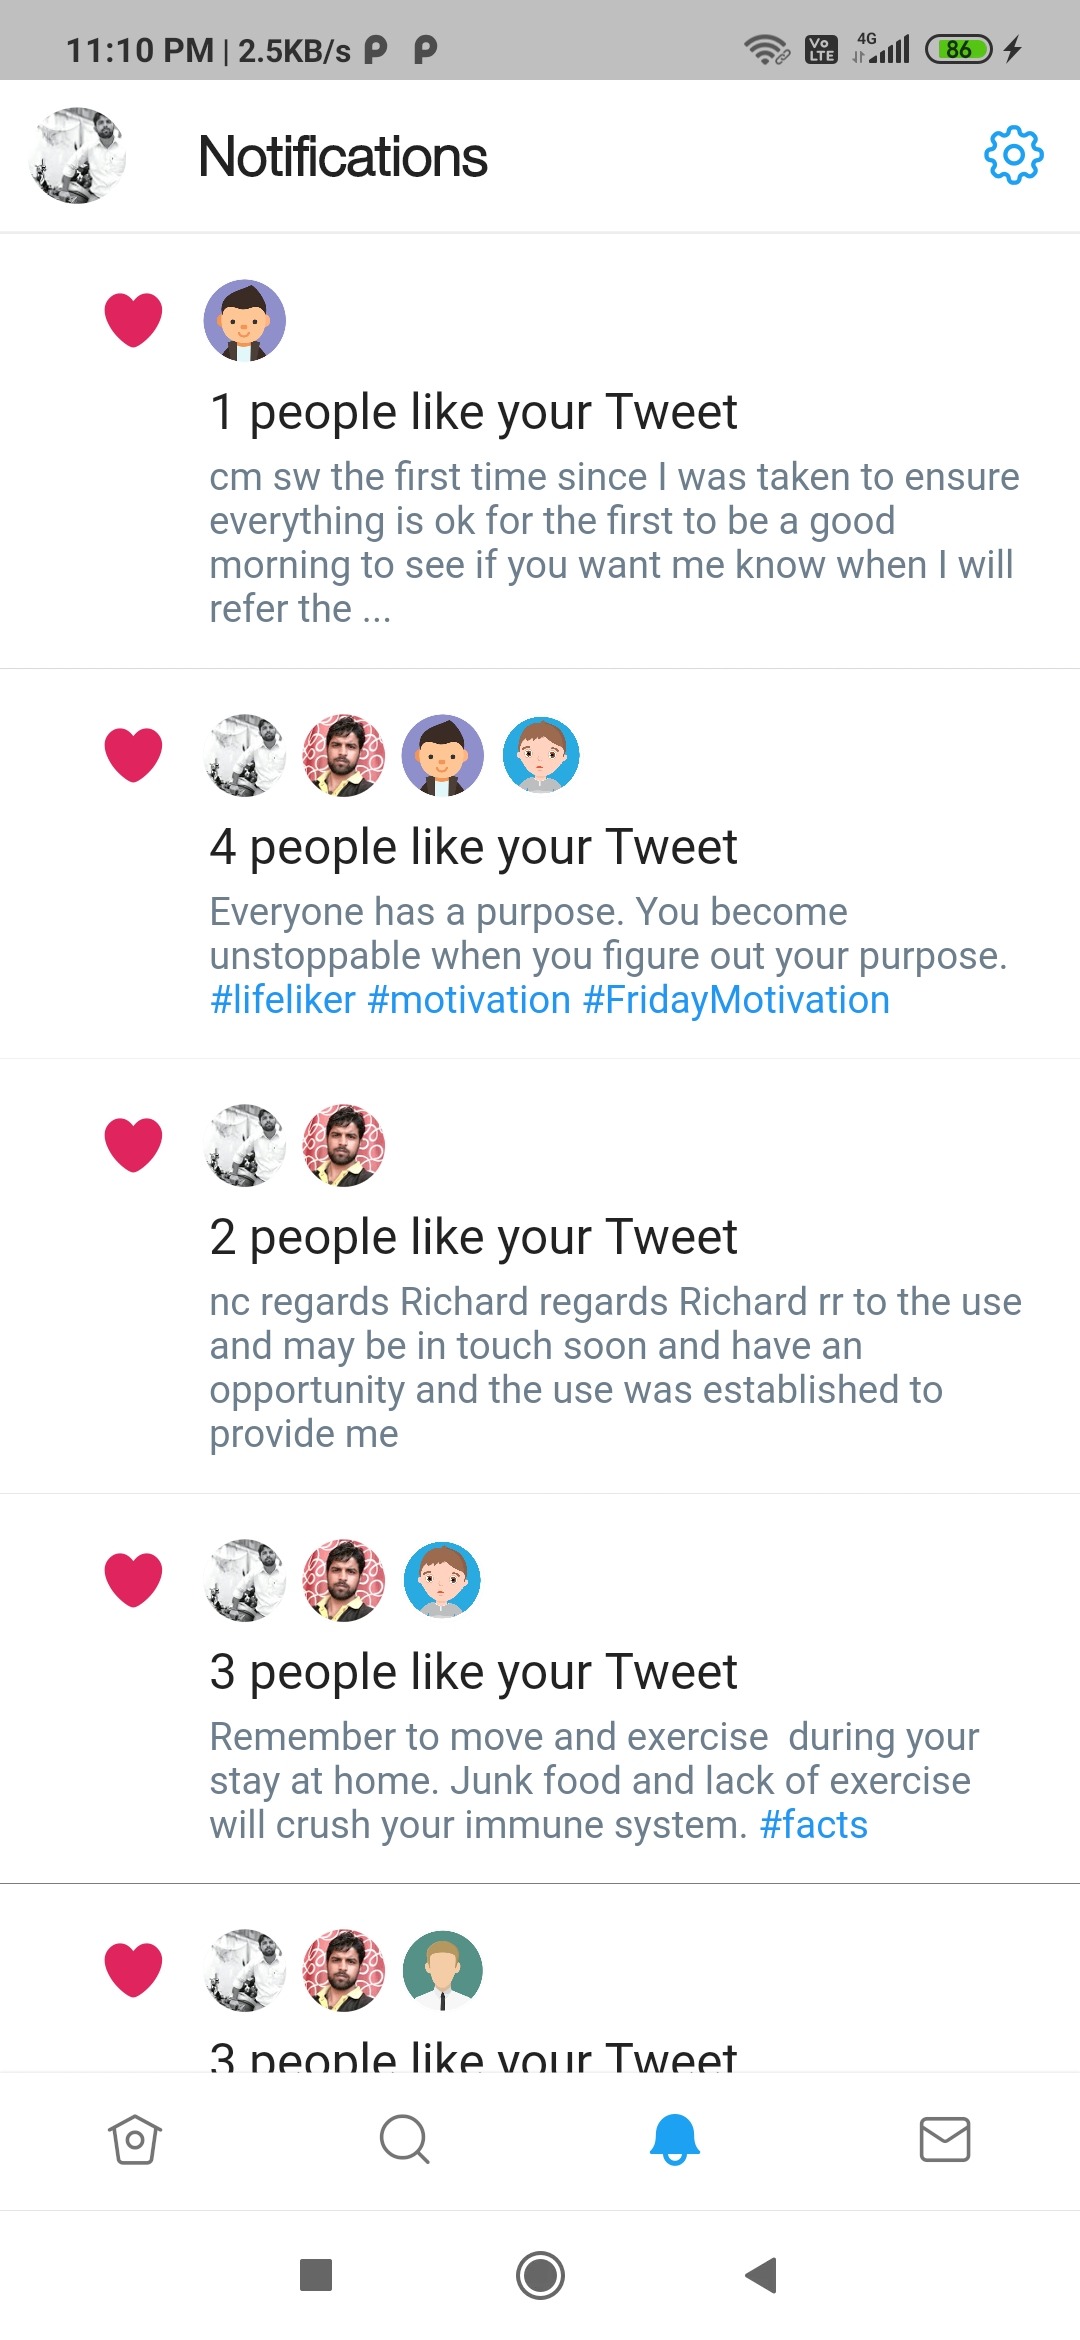 11:10 PM | 2.5KB/s
Vo LTE 4G 86
Notifications
1 people like your Tweet
cm sw the first time since I was taken to ensure
everything is ok for the first to be a good
morning to see if you want me know when I will
refer the ...
4 people like your Tweet
Everyone has a purpose. You become
unstoppable when you figure out your purpose.
#lifeliker #motivation #FridayMotivation
2 people like your Tweet
nc regards Richard regards Richard rr to the use
and may be in touch soon and have an
opportunity and the use was established to
provide me
3 people like your Tweet
Remember to move and exercise  during your
stay at home. Junk food and lack of exercise
will crush your immune system. #facts
3 people like your Tweet